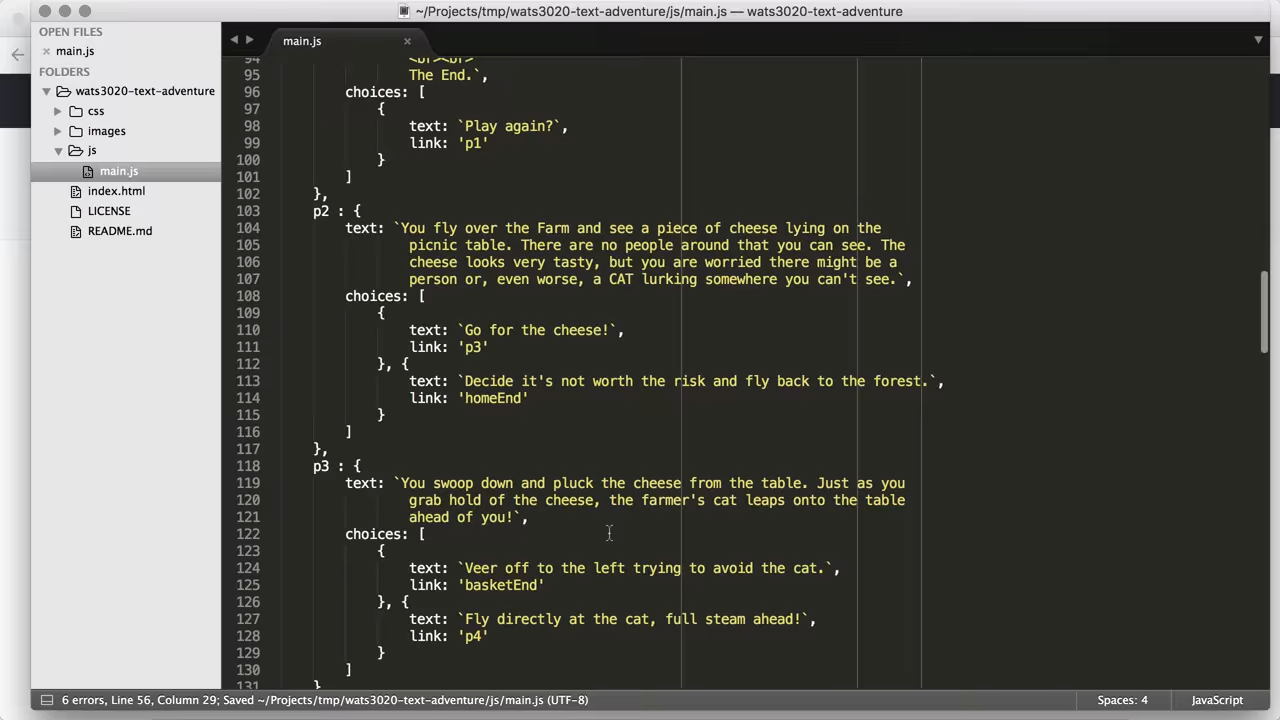 ~/Projects/tmp/wats3020-text-adventure/js/main.js — wats3020-text-adventure
OPEN FILES
main.js
FOLDERS
wats3020-text-adventure
css
images
js
main.js
index.html
LICENSE
README.md
main.js
94 <br><br>
95 The End.`,
96 choices: [
97 {
98 text: `Play again?`,
99 link: 'p1'
100 }
101 ]
102 },
103 p2 : {
104 text: `You fly over the Farm and see a piece of cheese lying on the
105 picnic table. There are no people around that you can see. The
106 cheese looks very tasty, but you are worried there might be a
107 person or, even worse, a CAT lurking somewhere you can't see.`,
108 choices: [
109 {
110 text: `Go for the cheese!`,
111 link: 'p3'
112 }, {
113 text: `Decide it's not worth the risk and fly back to the forest.`,
114 link: 'homeEnd'
115 }
116 ]
117 },
118 p3 : {
119 text: `You swoop down and pluck the cheese from the table. Just as you
120 grab hold of the cheese, the farmer's cat leaps onto the table
121 ahead of you!`,
122 choices: [
123 {
124 text: `Veer off to the left trying to avoid the cat.`,
125 link: 'basketEnd'
126 }, {
127 text: `Fly directly at the cat, full steam ahead!`,
128 link: 'p4'
129 }
130 ]
131 }
6 errors, Line 56, Column 29; Saved ~/Projects/tmp/wats3020-text-adventure/js/main.js (UTF-8)
Spaces: 4
JavaScript